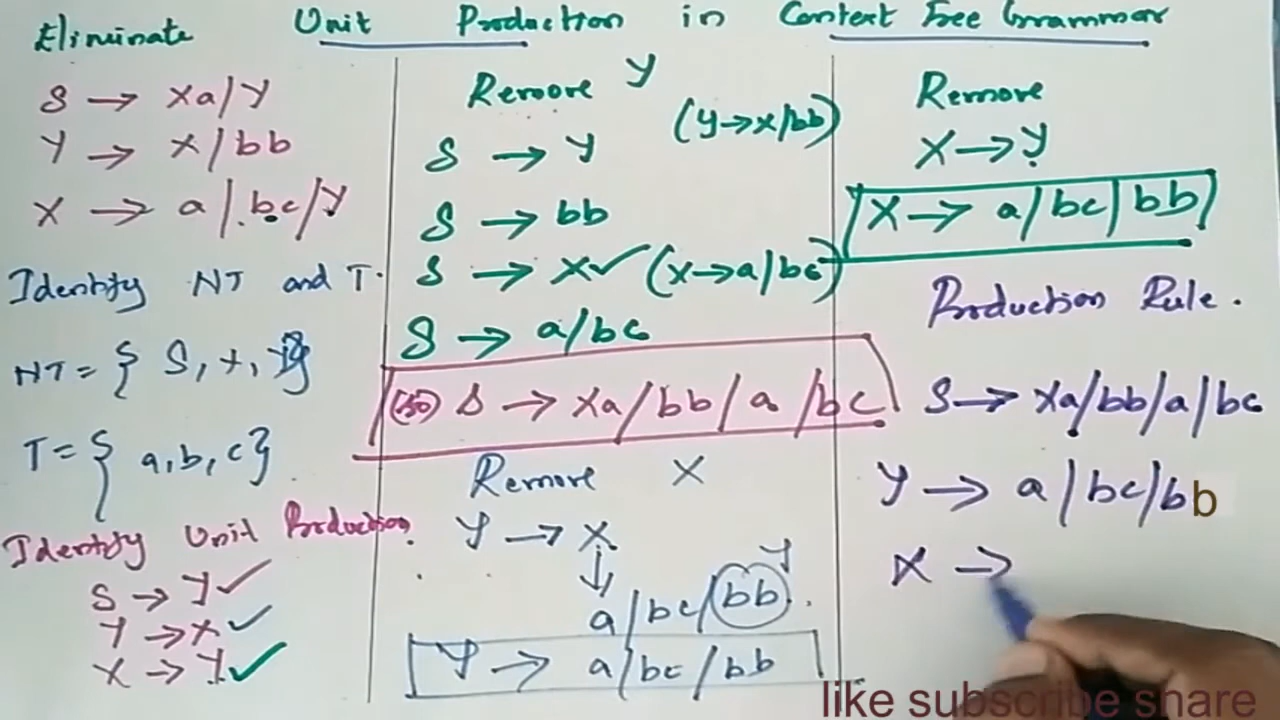 Eliminate Unit Production in Context Free Grammar
S → Xa/Y
Y → X/bb
X → a/bc/Y
Identify NT and T.
NT = { S, X, Y}
T = { a, b, c}
Identify Unit Production.
S → Y ✓
Y → X ✓
X → Y ✓
Remove Y
(Y→X/bb)
S → Y
S → bb
S → X✓ (X→a/bc)
S → a/bc
(so) S → Xa/bb/a/bc
Remove X
Y → X
↓ Y
a/bc/bb.
Y → a/bc/bb
Remove
X → Y
X → a/bc/bb
Production Rule.
S → Xa/bb/a/bc
Y → a/bc/bb
X →
like subscribe share